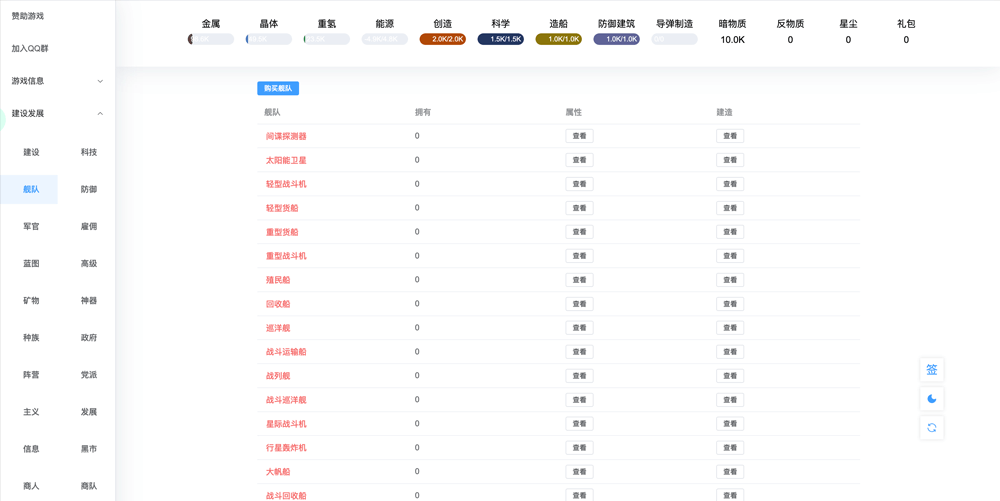 赞助游戏
加入QQ群
游戏信息
建设发展
建设 科技
舰队 防御
军官 雇佣
蓝图 高级
矿物 神器
种族 政府
阵营 党派
主义 发展
信息 黑市
商人 商队
金属 晶体 重氢 能源 创造 科学 造船 防御建筑 导弹制造 暗物质 反物质 星尘 礼包
2.0K/2.0K 1.5K/1.5K 1.0K/1.0K 1.0K/1.0K 10.0K 0 0 0
购买舰队
舰队 拥有 属性 建造
间谍探测器 0 查看 查看
太阳能卫星 0 查看 查看
轻型战斗机 0 查看 查看
轻型货船 0 查看 查看
重型货船 0 查看 查看
重型战斗机 0 查看 查看
殖民船 0 查看 查看
回收船 0 查看 查看
巡洋舰 0 查看 查看
战斗运输船 0 查看 查看
战列舰 0 查看 查看
战斗巡洋舰 0 查看 查看
星际战斗机 0 查看 查看
行星轰炸机 0 查看 查看
大帆船 0 查看 查看
战斗回收船 0 查看 查看
签